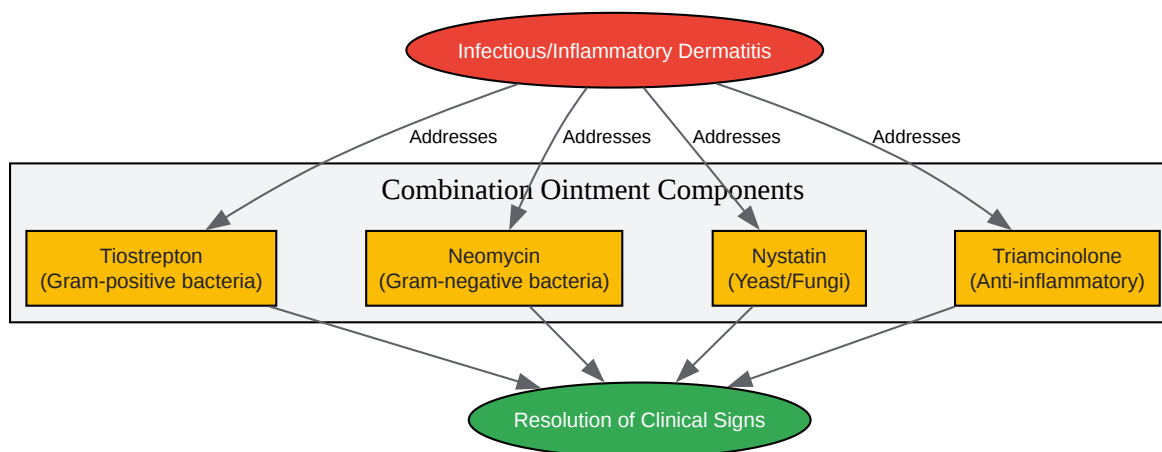 Infectious/Inflammatory Dermatitis
Addresses
Addresses
Addresses
Addresses
Combination Ointment Components
Tiostrepton
(Gram-positive bacteria)
Neomycin
(Gram-negative bacteria)
Nystatin
(Yeast/Fungi)
Triamcinolone
(Anti-inflammatory)
Resolution of Clinical Signs